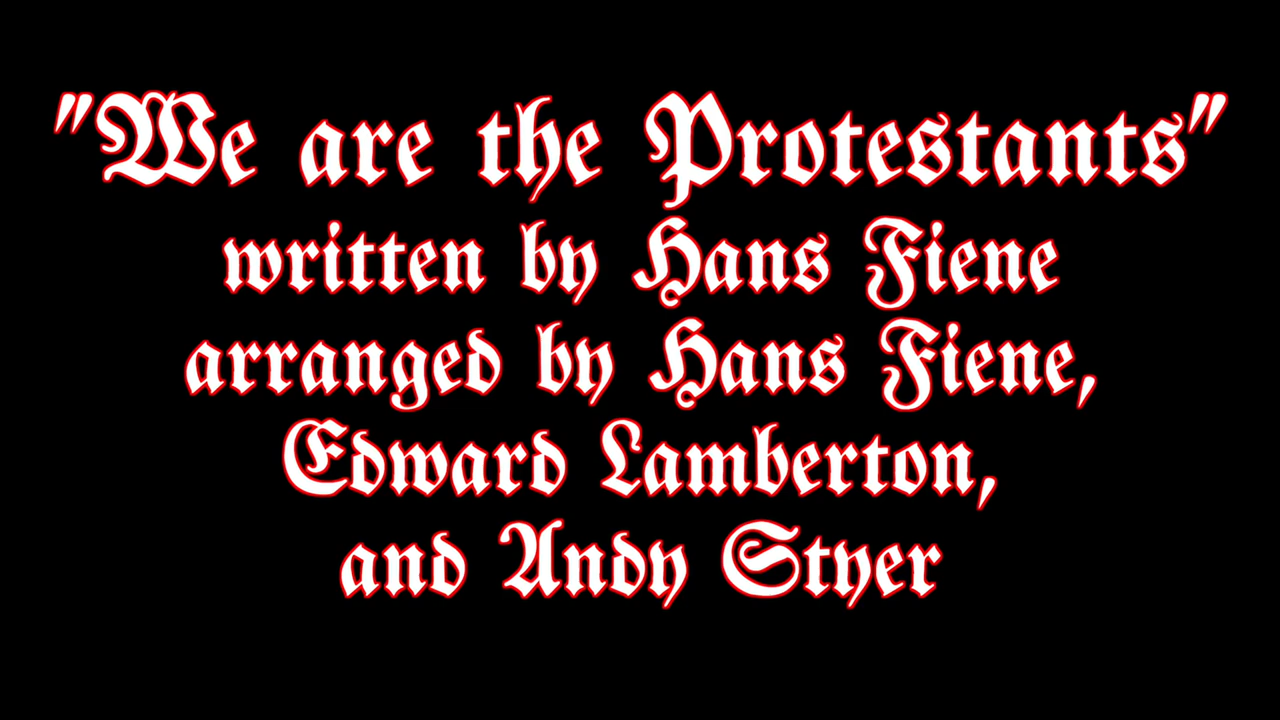 "We are the Protestants"
written by Hans Fiene
arranged by Hans Fiene,
Edward Lamberton,
and Andy Styer